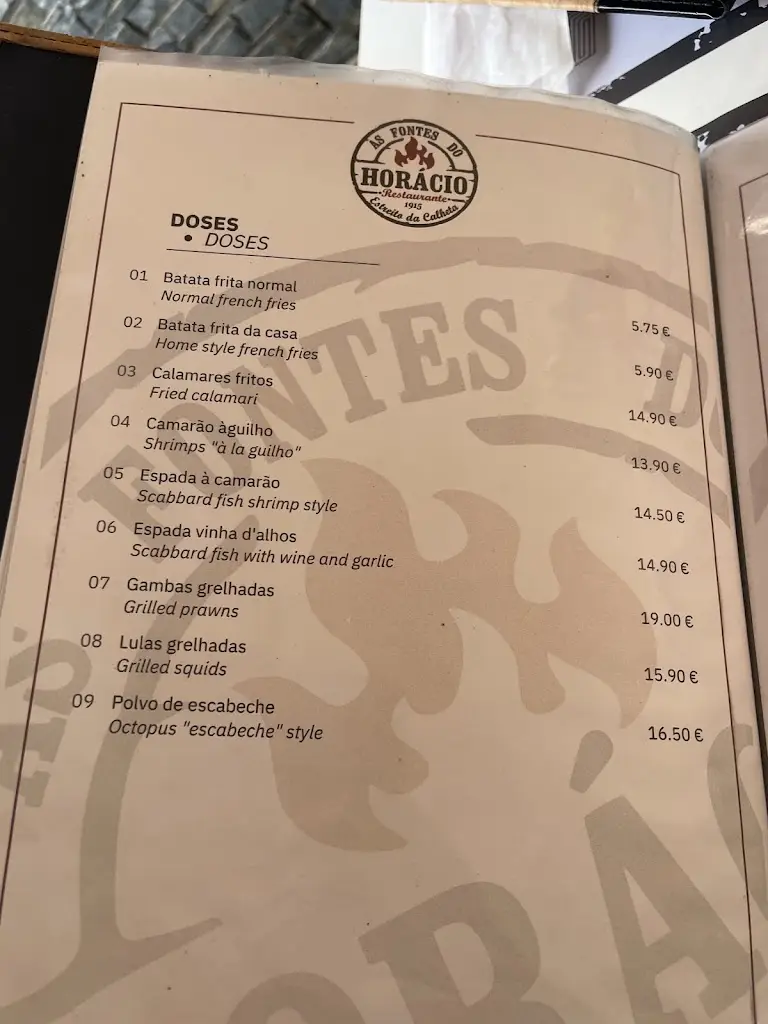 AS FONTES DO
HORÁCIO
Restaurante
1915
Estreito da Calheta
DOSES
• DOSES
01 Batata frita normal
Normal french fries
5.75 €
02 Batata frita da casa
Home style french fries
5.90 €
03 Calamares fritos
Fried calamari
14.90 €
04 Camarão àguilho
Shrimps "à la guilho"
13.90 €
05 Espada à camarão
Scabbard fish shrimp style
14.50 €
06 Espada vinha d'alhos
Scabbard fish with wine and garlic
14.90 €
07 Gambas grelhadas
Grilled prawns
19.00 €
08 Lulas grelhadas
Grilled squids
15.90 €
09 Polvo de escabeche
Octopus "escabeche" style
16.50 €
AS FONTES D
ORÁ